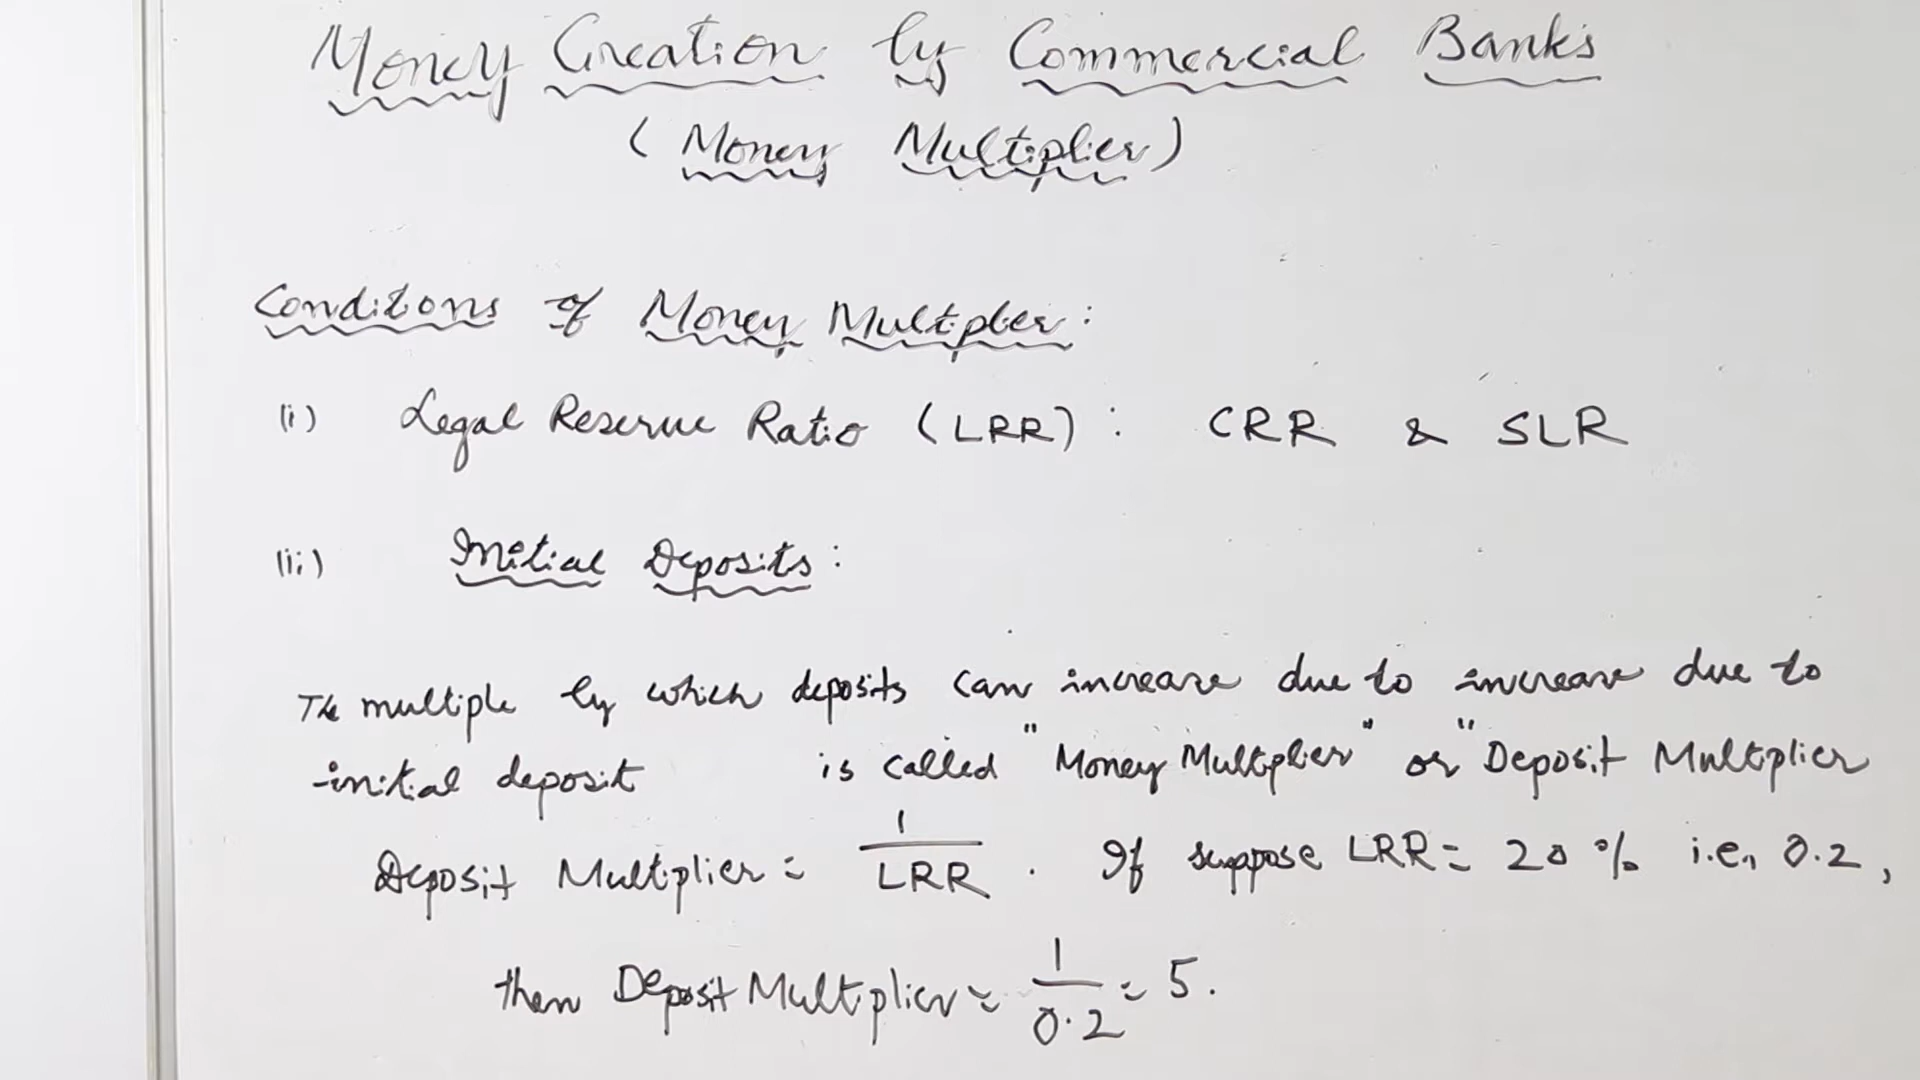 Money Creation by Commercial Banks
(Money Multiplier)
Conditions of Money Multiplier:
(i) Legal Reserve Ratio (LRR): CRR & SLR
(ii) Initial Deposits:
The multiple by which deposits can increase due to increase due to
initial deposit is called "Money Multiplier" or "Deposit Multiplier
Deposit Multiplier = 1/LRR. If suppose LRR = 20% i.e., 0.2,
then Deposit Multiplier = 1/0.2 = 5.